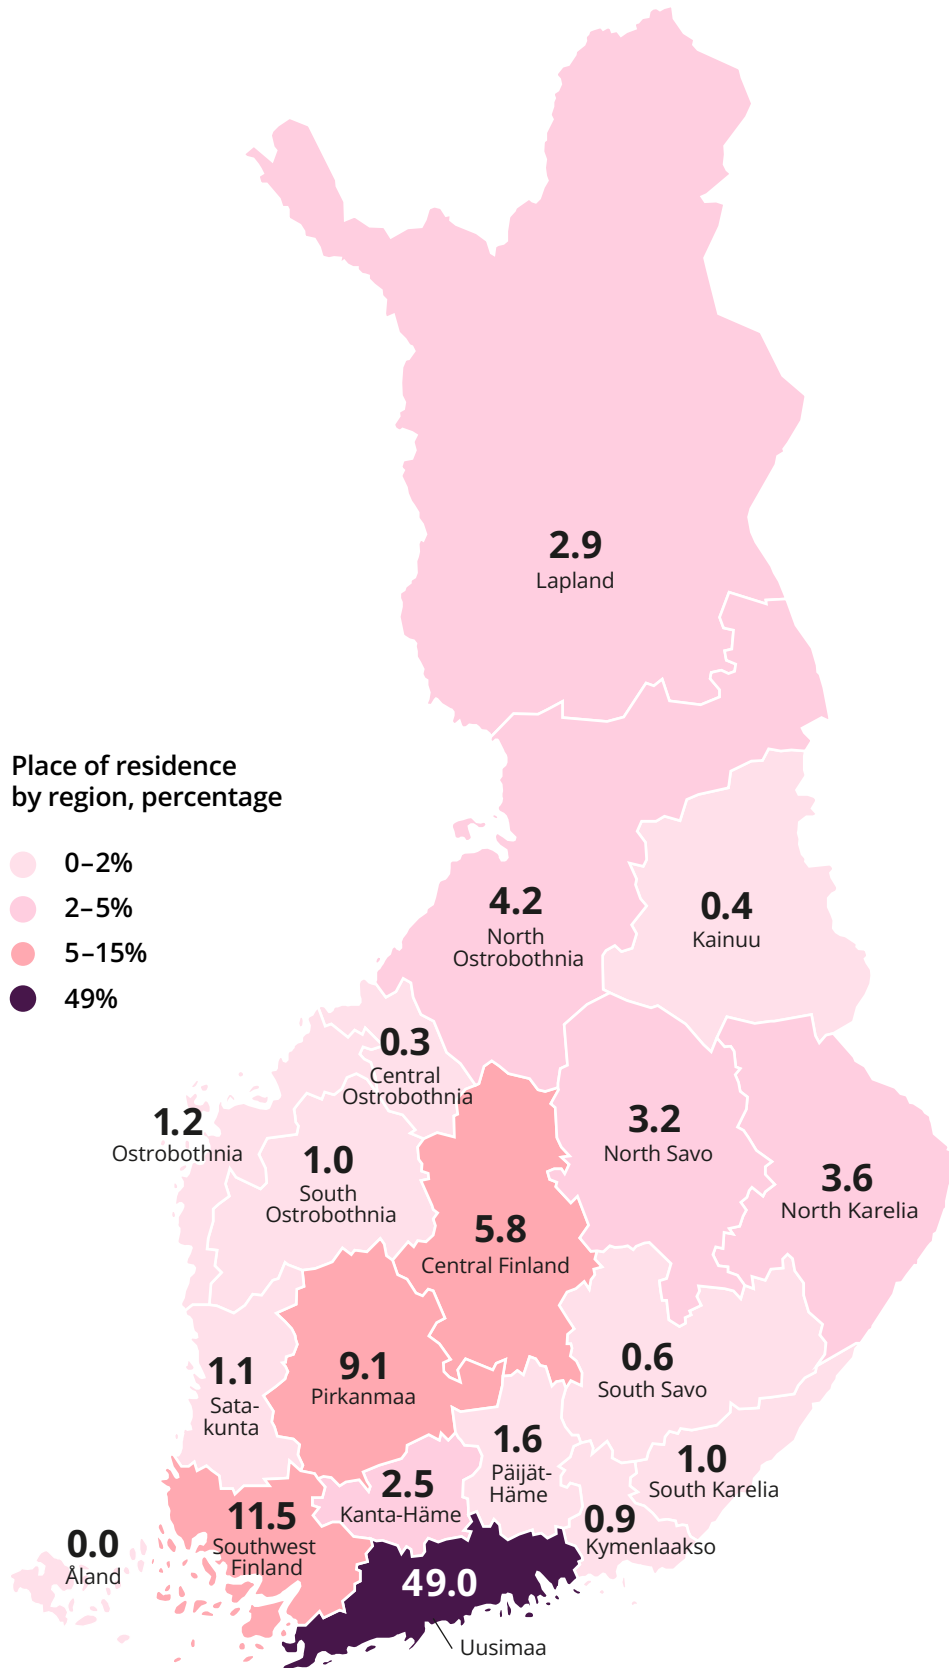 2.9
Lapland
Place of residence
by region, percentage
0–2%
2–5%
5–15%
49%
4.2
North
Ostrobothnia
0.4
Kainuu
0.3
Central
Ostrobothnia
1.2
Ostrobothnia
1.0
South
Ostrobothnia
3.2
North Savo
3.6
North Karelia
5.8
Central Finland
1.1
Sata-
kunta
9.1
Pirkanmaa
0.6
South Savo
1.6
Päijät-
Häme
1.0
South Karelia
2.5
Kanta-Häme
0.9
Kymenlaakso
11.5
Southwest
Finland
0.0
Åland
49.0
Uusimaa